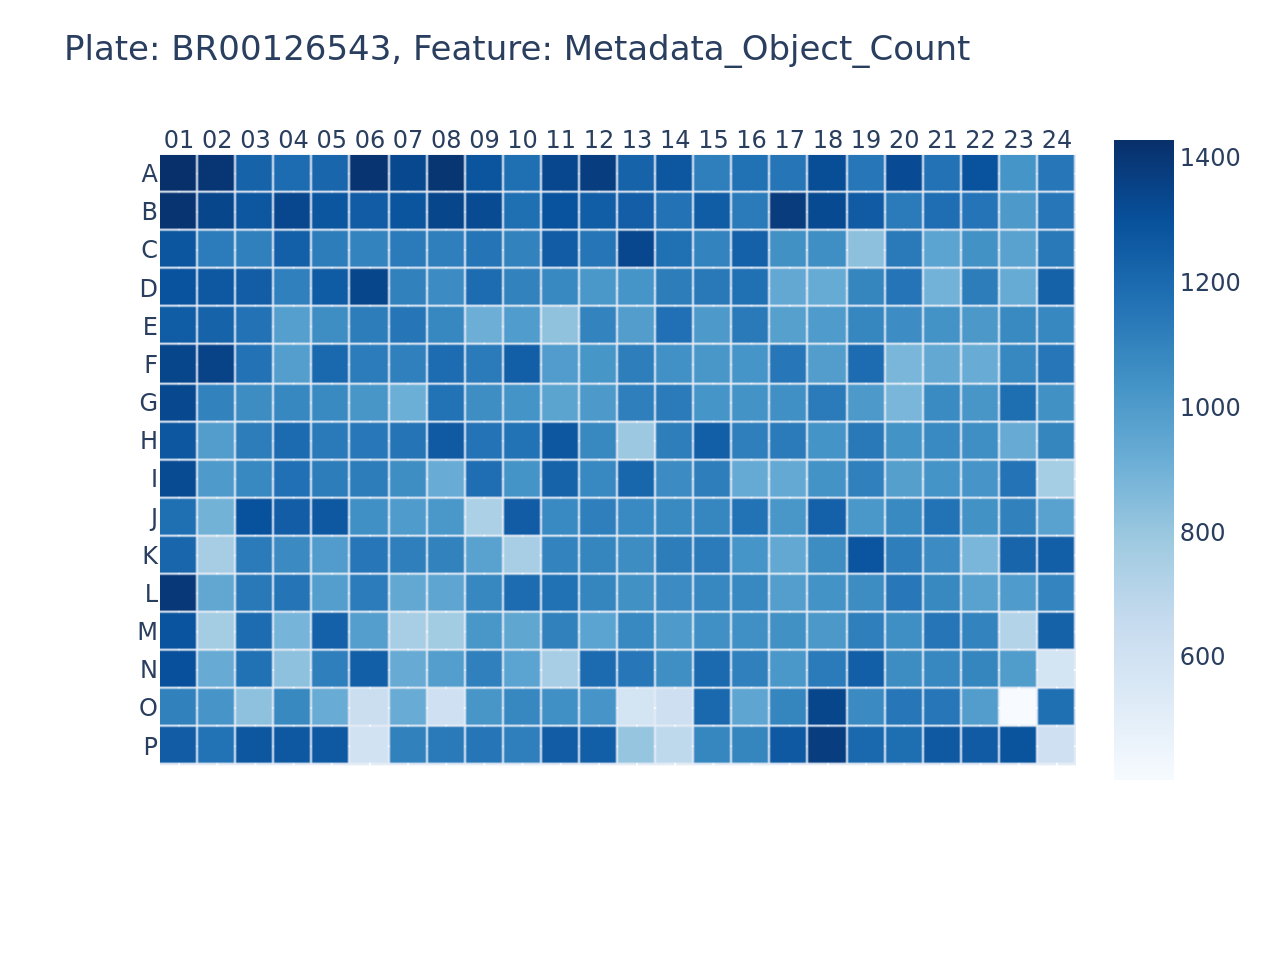 Plate: BR00126543, Feature: Metadata_Object_Count
01 02 03 04 05 06 07 08 09 10 11 12 13 14 15 16 17 18 19 20 21 22 23 24
A
B
C
D
E
F
G
H
I
J
K
L
M
N
O
P
1400
1200
1000
800
600